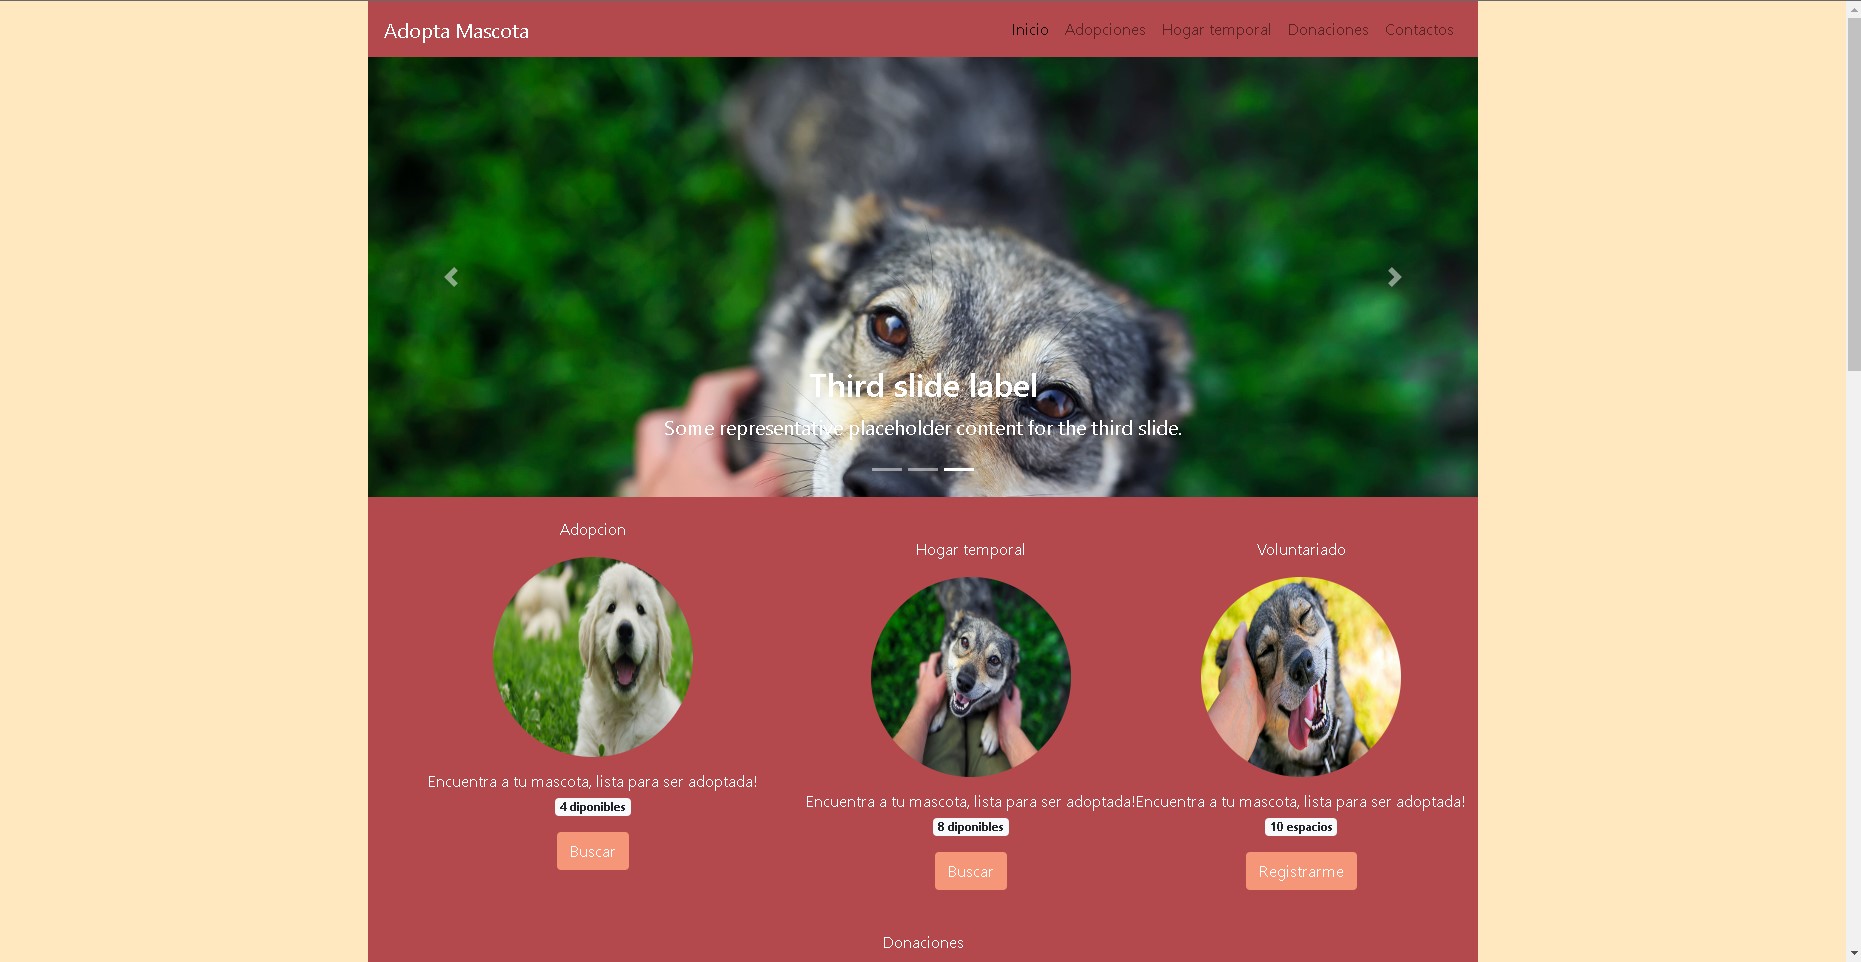 Adopta Mascota
Inicio Adopciones Hogar temporal Donaciones Contactos
Third slide label
Some representative placeholder content for the third slide.
Adopcion
Encuentra a tu mascota, lista para ser adoptada!
4 diponibles
Buscar
Hogar temporal
Encuentra a tu mascota, lista para ser adoptada!
8 diponibles
Buscar
Voluntariado
Encuentra a tu mascota, lista para ser adoptada!
10 espacios
Registrarme
Donaciones